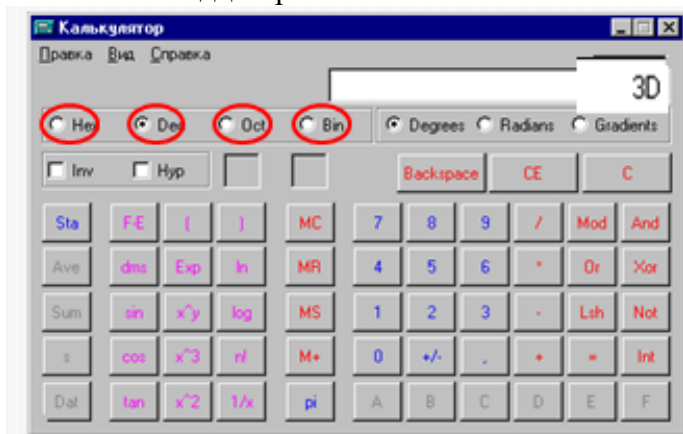 Калькулятор
Правка Вид Справка
3D
Hex Dec Oct Bin Degrees Radians Gradients
Inv Hyp Backspace CE C
Sta F-E ( ) MC 7 8 9 / Mod And
Ave dms Exp ln MR 4 5 6 * Or Xor
Sum sin x^y log MS 1 2 3 - Lsh Not
s cos x^3 n! M+ 0 +/- , + = Int
Dat tan x^2 1/x pi A B C D E F